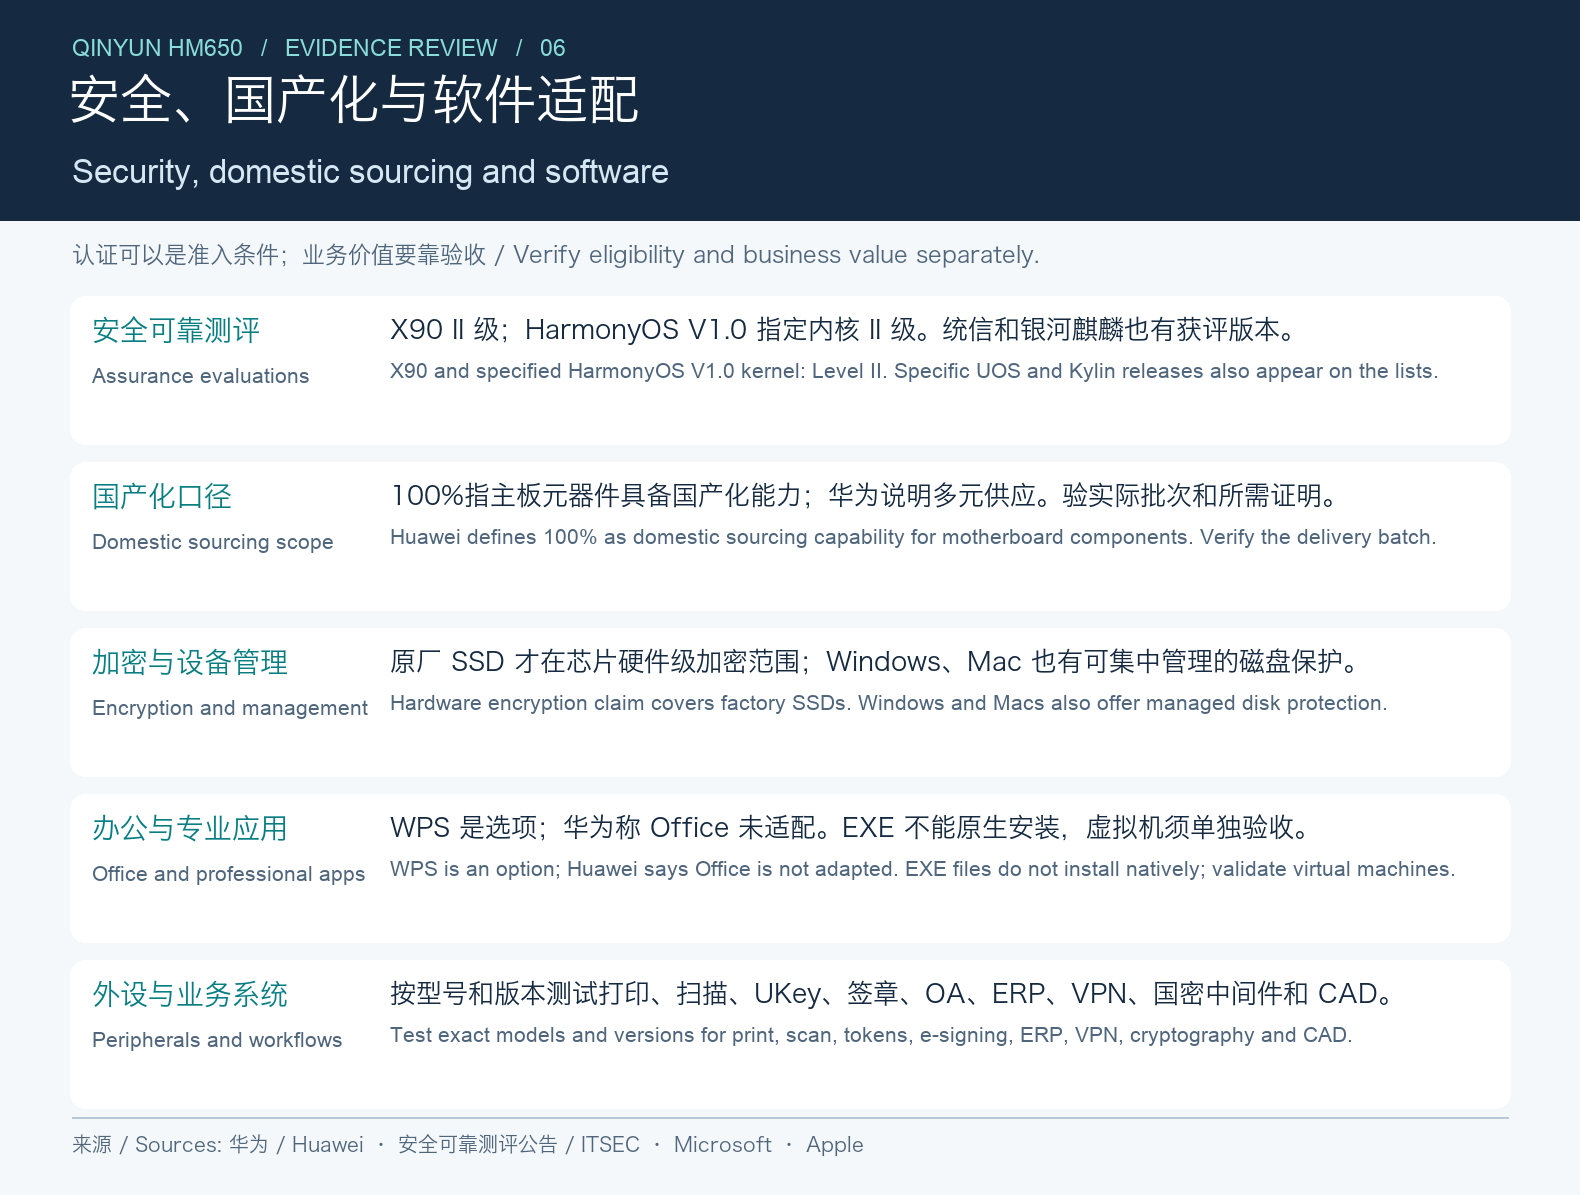 QINYUN HM650 / EVIDENCE REVIEW / 06
安全、国产化与软件适配
Security, domestic sourcing and software
认证可以是准入条件；业务价值要靠验收 / Verify eligibility and business value separately.
安全可靠测评
Assurance evaluations
X90 II 级；HarmonyOS V1.0 指定内核 II 级。统信和银河麒麟也有获评版本。
X90 and specified HarmonyOS V1.0 kernel: Level II. Specific UOS and Kylin releases also appear on the lists.
国产化口径
Domestic sourcing scope
100%指主板元器件具备国产化能力；华为说明多元供应。验实际批次和所需证明。
Huawei defines 100% as domestic sourcing capability for motherboard components. Verify the delivery batch.
加密与设备管理
Encryption and management
原厂 SSD 才在芯片硬件级加密范围；Windows、Mac 也有可集中管理的磁盘保护。
Hardware encryption claim covers factory SSDs. Windows and Macs also offer managed disk protection.
办公与专业应用
Office and professional apps
WPS 是选项；华为称 Office 未适配。EXE 不能原生安装，虚拟机须单独验收。
WPS is an option; Huawei says Office is not adapted. EXE files do not install natively; validate virtual machines.
外设与业务系统
Peripherals and workflows
按型号和版本测试打印、扫描、UKey、签章、OA、ERP、VPN、国密中间件和 CAD。
Test exact models and versions for print, scan, tokens, e-signing, ERP, VPN, cryptography and CAD.
来源 / Sources: 华为 / Huawei · 安全可靠测评公告 / ITSEC · Microsoft · Apple